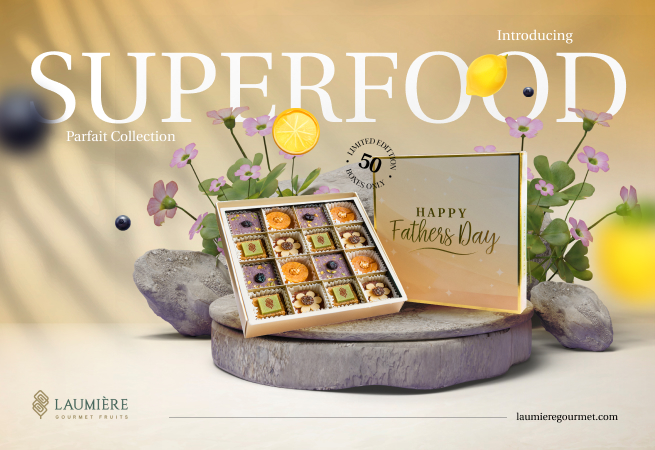 Introducing
SUPERFOOD
Parfait Collection
LIMITED EDITION
50
BOXES ONLY
HAPPY
Fathers Day
LAUMIÈRE
GOURMET FRUITS
laumieregourmet.com